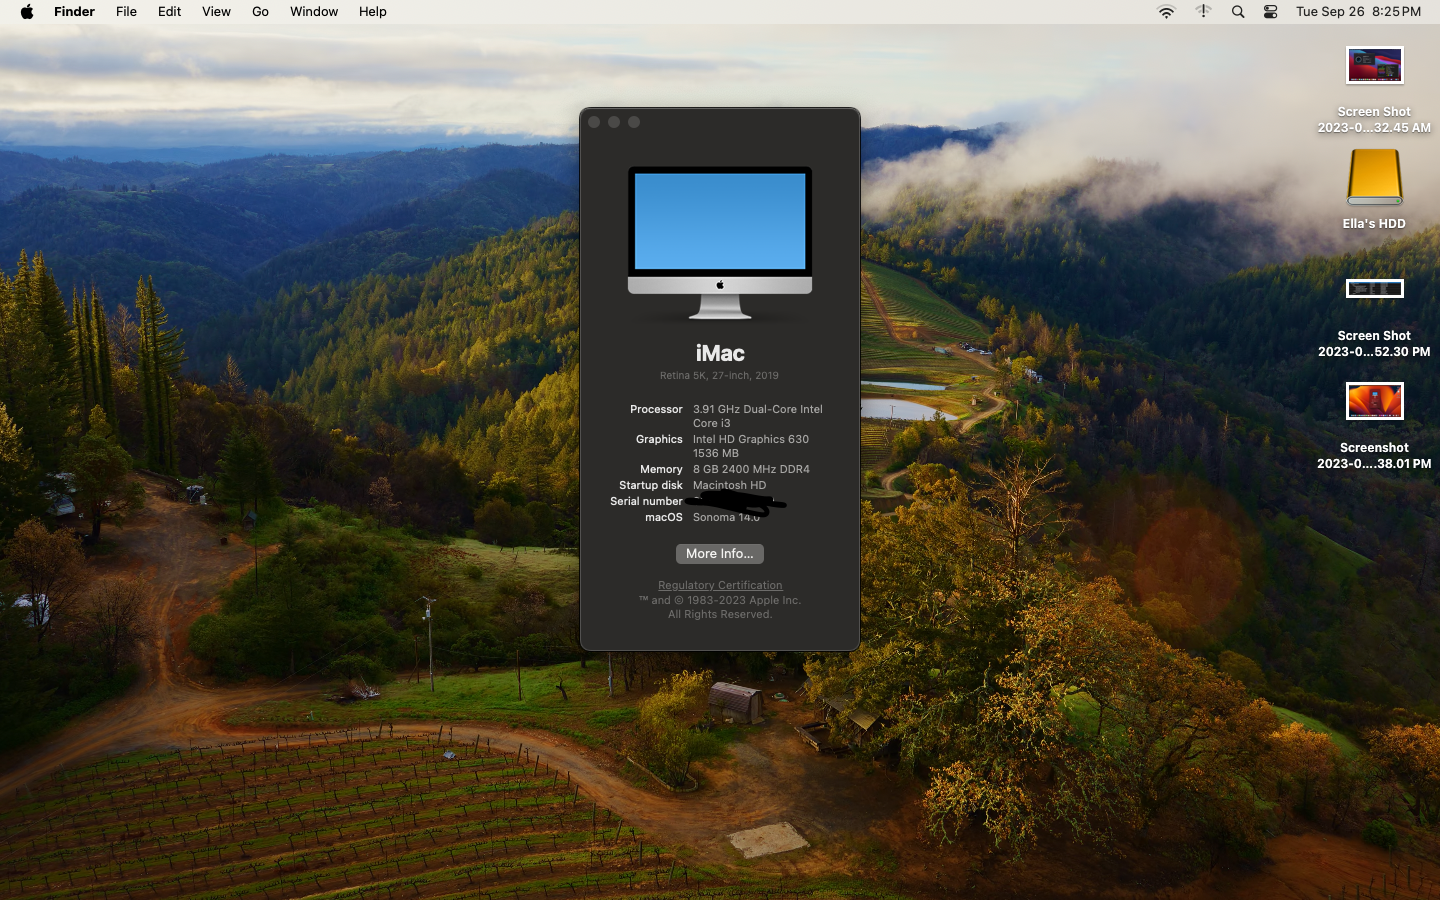 Finder File Edit View Go Window Help
Tue Sep 26 8:25 PM
Screen Shot
2023-0...32.45 AM
Ella's HDD
Screen Shot
2023-0...52.30 PM
Screenshot
2023-0....38.01 PM
iMac
Retina 5K, 27-inch, 2019
Processor 3.91 GHz Dual-Core Intel
Core i3
Graphics Intel HD Graphics 630
1536 MB
Memory 8 GB 2400 MHz DDR4
Startup disk Macintosh HD
Serial number
macOS Sonoma 14.0
More Info...
Regulatory Certification
™ and © 1983-2023 Apple Inc.
All Rights Reserved.